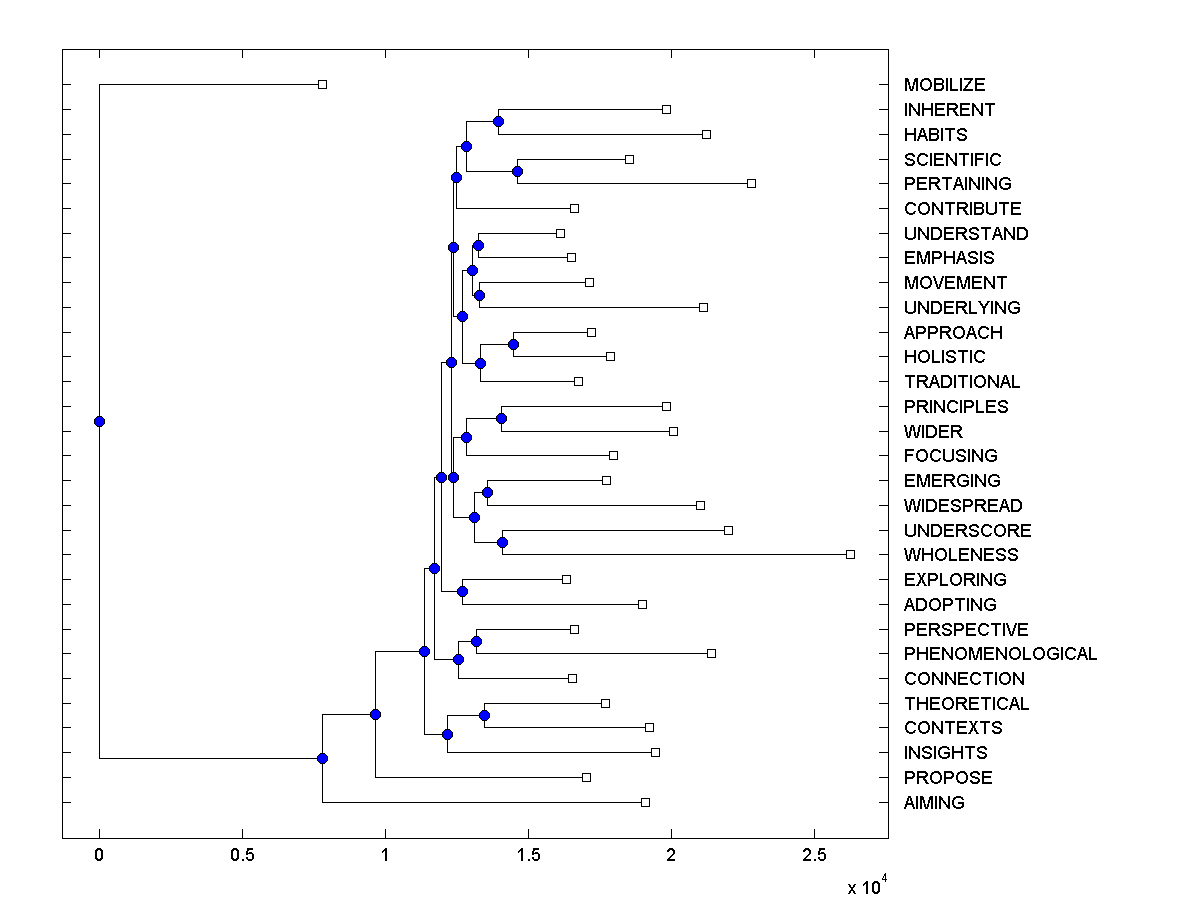 MOBILIZE
INHERENT
HABITS
SCIENTIFIC
PERTAINING
CONTRIBUTE
UNDERSTAND
EMPHASIS
MOVEMENT
UNDERLYING
APPROACH
HOLISTIC
TRADITIONAL
PRINCIPLES
WIDER
FOCUSING
EMERGING
WIDESPREAD
UNDERSCORE
WHOLENESS
EXPLORING
ADOPTING
PERSPECTIVE
PHENOMENOLOGICAL
CONNECTION
THEORETICAL
CONTEXTS
INSIGHTS
PROPOSE
AIMING
0 0.5 1 1.5 2 2.5
x 10^4